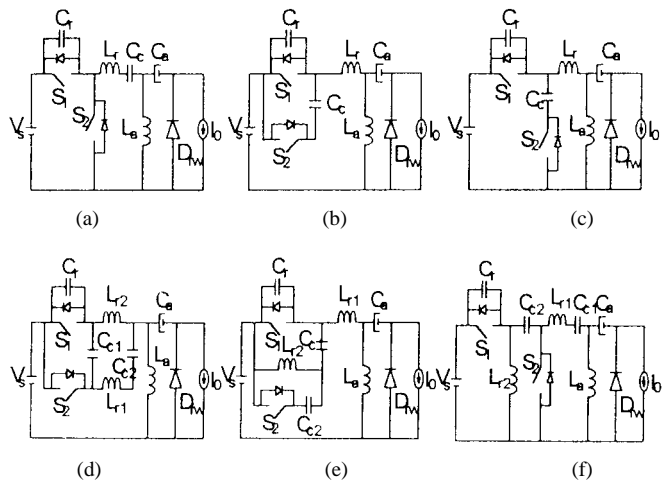 Cr
Lr
Cc
Ca
S1
S2
Vs
La
Dfw
Io
(a)
Cr
Lr
Ca
S1
Cc
Vs
La
S2
Dfw
Io
(b)
Cr
Lr
Ca
S1
Cc
Vs
S2
La
Dfw
Io
(c)
Cr
Lr2
Ca
S1
Cc1
Cc2
Vs
La
S2
Lr1
Dfw
Io
(d)
Cr
Lr1
Ca
S1
Lr2
Cc1
Vs
La
S2
Cc2
Dfw
Io
(e)
Cr
Cc2
Lr1
Cc1
Ca
S1
S2
Vs
Lr2
La
Dfw
Io
(f)